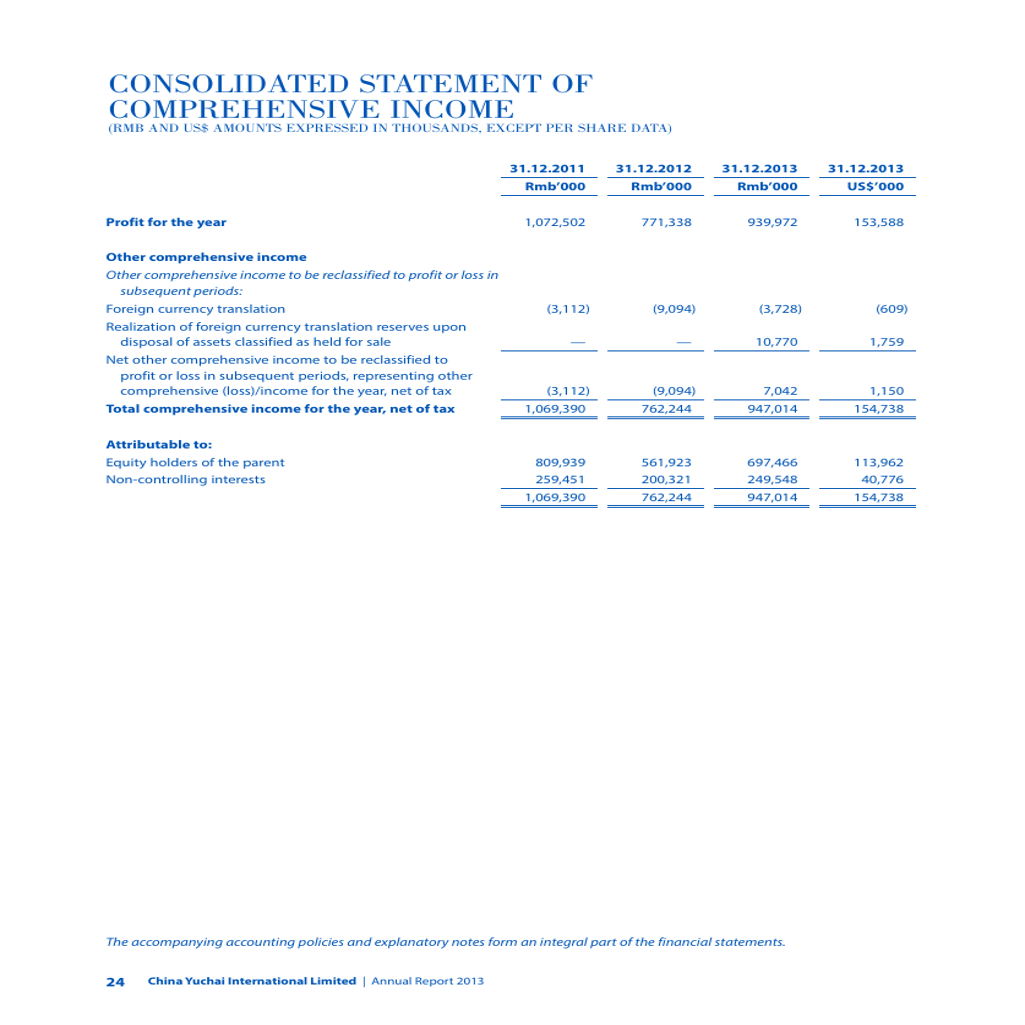 CONSOLIDATED STATEMENT OF
COMPREHENSIVE INCOME
(RMB AND US$ AMOUNTS EXPRESSED IN THOUSANDS, EXCEPT PER SHARE DATA)
31.12.2011 31.12.2012 31.12.2013 31.12.2013
Rmb’000 Rmb’000 Rmb’000 US$’000
Profit for the year 1,072,502 771,338 939,972 153,588
Other comprehensive income
Other comprehensive income to be reclassified to profit or loss in
subsequent periods:
Foreign currency translation (3,112) (9,094) (3,728) (609)
Realization of foreign currency translation reserves upon
disposal of assets classified as held for sale — — 10,770 1,759
Net other comprehensive income to be reclassified to
profit or loss in subsequent periods, representing other
comprehensive (loss)/income for the year, net of tax (3,112) (9,094) 7,042 1,150
Total comprehensive income for the year, net of tax 1,069,390 762,244 947,014 154,738
Attributable to:
Equity holders of the parent 809,939 561,923 697,466 113,962
Non-controlling interests 259,451 200,321 249,548 40,776
1,069,390 762,244 947,014 154,738
The accompanying accounting policies and explanatory notes form an integral part of the financial statements.
24 China Yuchai International Limited | Annual Report 2013